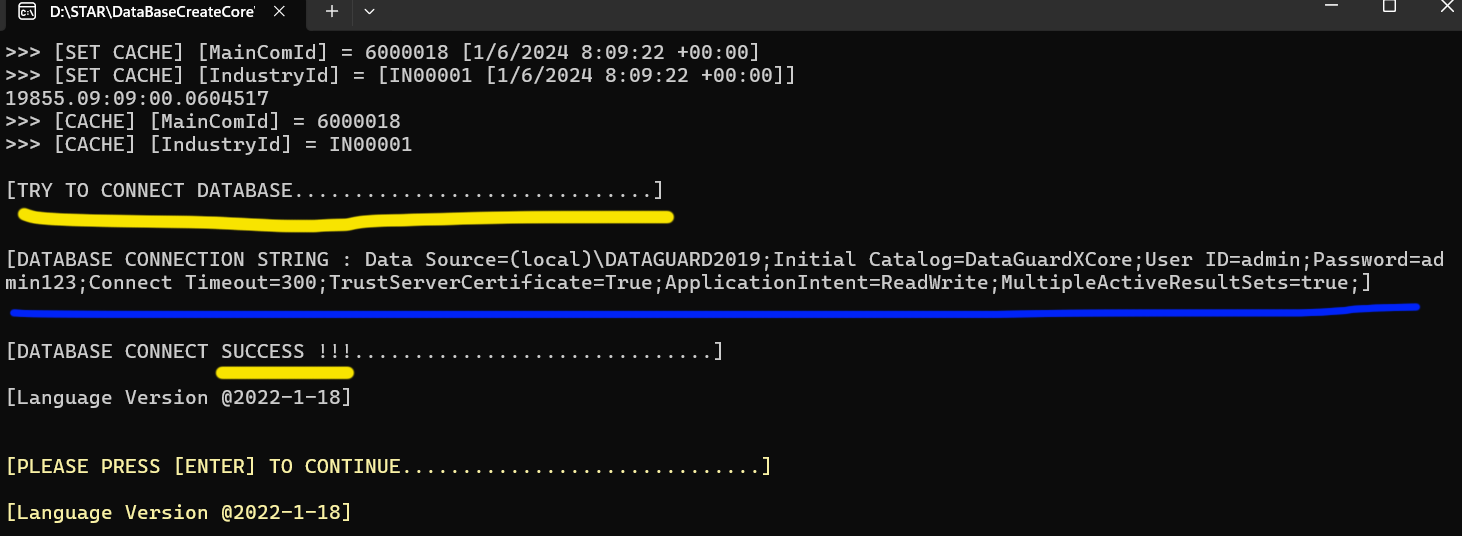 D:\STAR\DataBaseCreateCore\
>>> [SET CACHE] [MainComId] = 6000018 [1/6/2024 8:09:22 +00:00]
>>> [SET CACHE] [IndustryId] = [IN00001 [1/6/2024 8:09:22 +00:00]]
19855.09:09:00.0604517
>>> [CACHE] [MainComId] = 6000018
>>> [CACHE] [IndustryId] = IN00001
[TRY TO CONNECT DATABASE..............................]
[DATABASE CONNECTION STRING : Data Source=(local)\DATAGUARD2019;Initial Catalog=DataGuardXCore;User ID=admin;Password=ad
min123;Connect Timeout=300;TrustServerCertificate=True;ApplicationIntent=ReadWrite;MultipleActiveResultSets=true;]
[DATABASE CONNECT SUCCESS !!!..............................]
[Language Version @2022-1-18]
[PLEASE PRESS [ENTER] TO CONTINUE..............................]
[Language Version @2022-1-18]